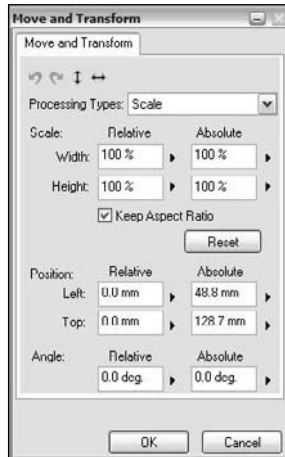 Move and Transform
Move and Transform
Processing Types: Scale
Scale: Relative Absolute
Width: 100 % 100 %
Height: 100 % 100 %
Keep Aspect Ratio
Reset
Position: Relative Absolute
Left: 0.0 mm 48.8 mm
Top: 0.0 mm 128.7 mm
Angle: Relative Absolute
0.0 deg. 0.0 deg.
OK Cancel